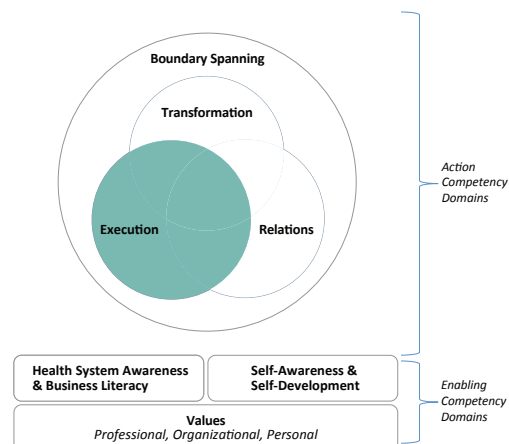 Boundary Spanning
Transformation
Execution
Relations
Action
Competency
Domains
Health System Awareness
& Business Literacy
Self-Awareness &
Self-Development
Values
Professional, Organizational, Personal
Enabling
Competency
Domains